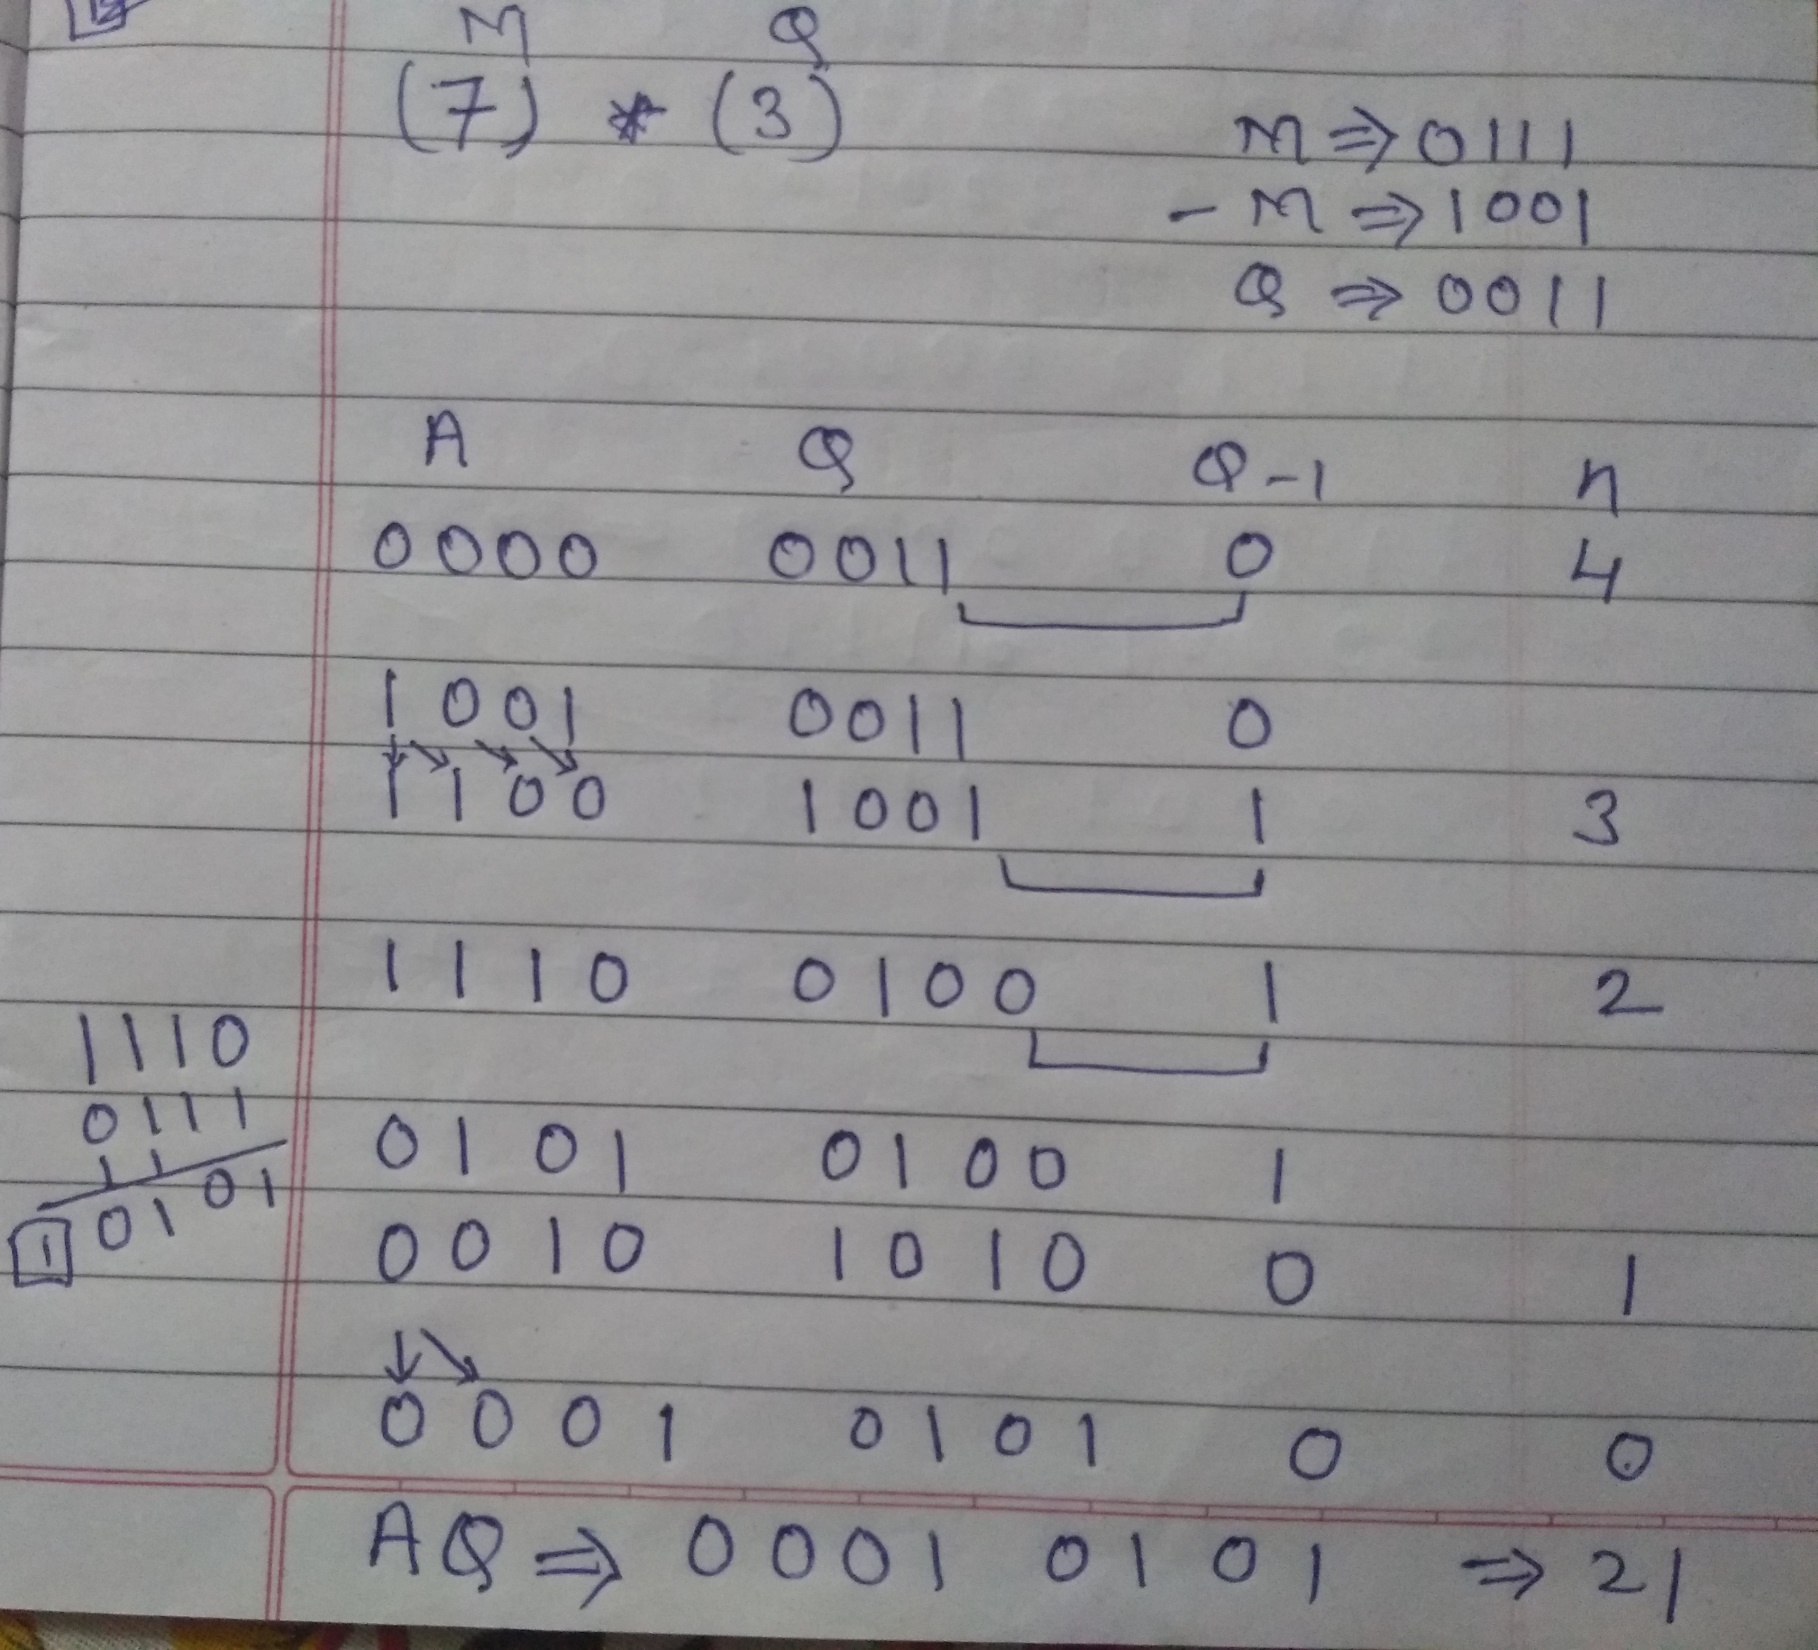 M Q
(7) * (3)
M ⇒ 0111
- M ⇒ 1001
Q ⇒ 0011
A Q Q-1 n
0000 0011 0 4
1001 0011 0
1100 1001 1 3
1110 0100 1 2
1110
0111
1 1
1 0101
0101 0100 1
0010 1010 0 1
0001 0101 0 0
AQ ⇒ 0001 0101 ⇒ 21